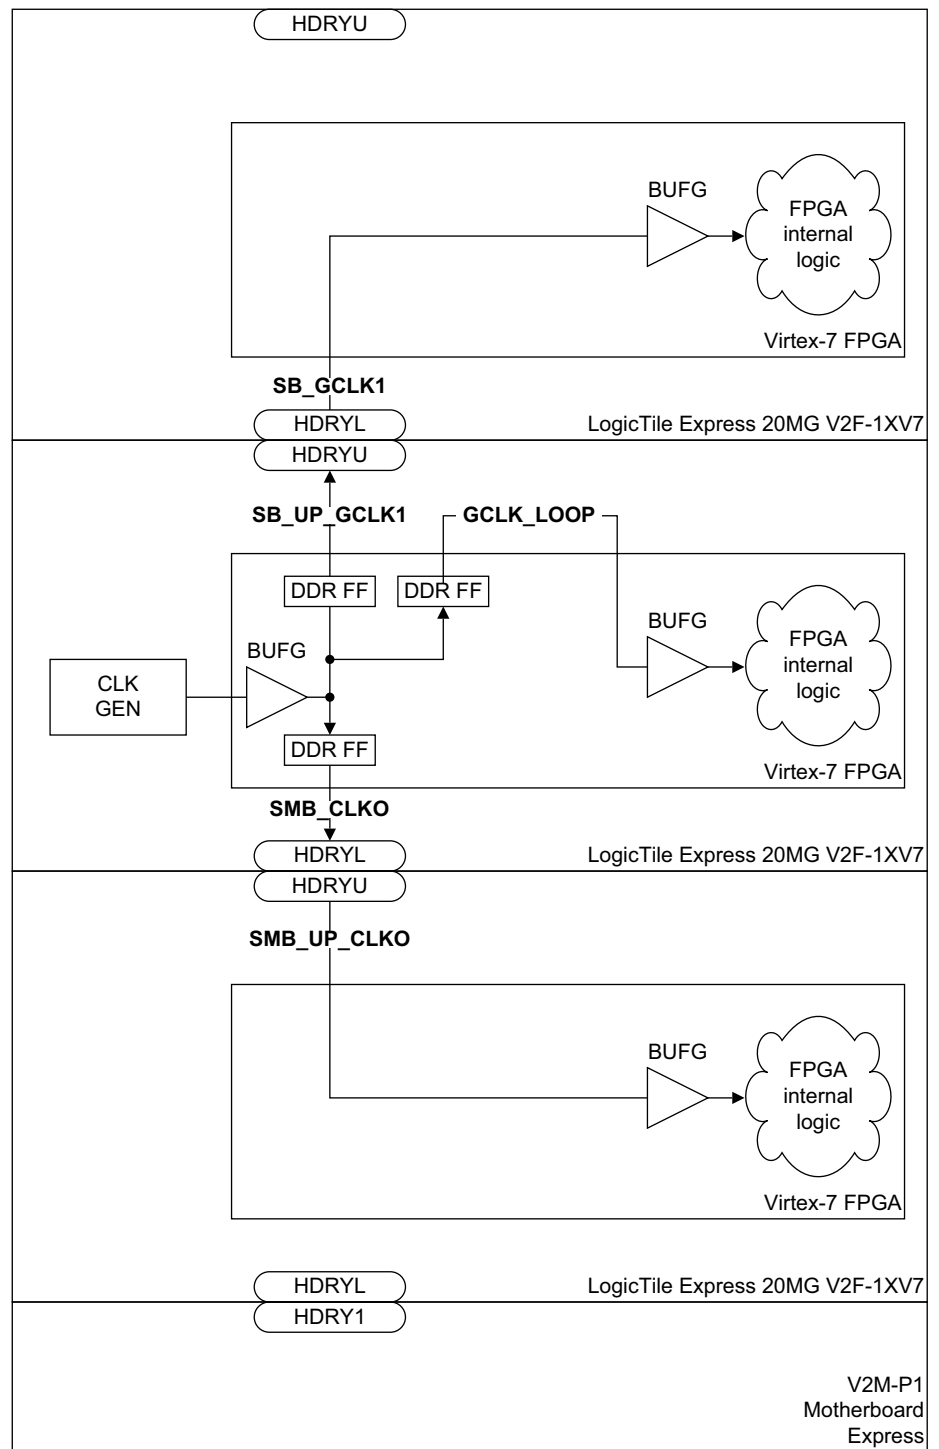 HDRYU
BUFG
FPGA
internal
logic
Virtex-7 FPGA
SB_GCLK1
HDRYL
LogicTile Express 20MG V2F-1XV7
HDRYU
SB_UP_GCLK1
GCLK_LOOP
DDR FF
DDR FF
BUFG
BUFG
FPGA
internal
logic
CLK
GEN
DDR FF
Virtex-7 FPGA
SMB_CLKO
HDRYL
LogicTile Express 20MG V2F-1XV7
HDRYU
SMB_UP_CLKO
BUFG
FPGA
internal
logic
Virtex-7 FPGA
HDRYL
LogicTile Express 20MG V2F-1XV7
HDRY1
V2M-P1
Motherboard
Express